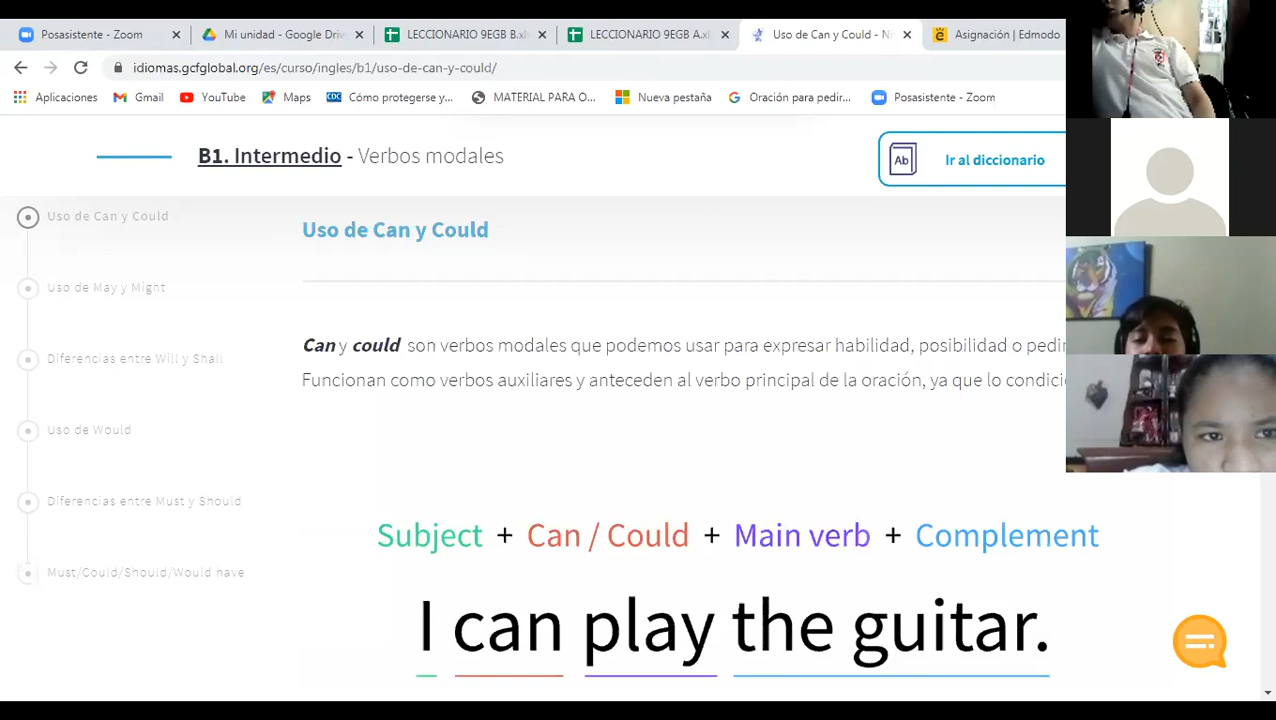 Posasistente - Zoom
Mi unidad - Google Driv
LECCIONARIO 9EGB B.
LECCIONARIO 9EGB A.xl
Uso de Can y Could - N
Asignación | Edmodo
idiomas.gcfglobal.org/es/curso/ingles/b1/uso-de-can-y-could/
Aplicaciones
Gmail
YouTube
Maps
CDC
Cómo protegerse y...
MATERIAL PARA O...
Nueva pestaña
Oración para pedir...
Posasistente - Zoom
B1. Intermedio - Verbos modales
Ab
Ir al diccionario
Uso de Can y Could
Uso de May y Might
Diferencias entre Will y Shall
Uso de Would
Diferencias entre Must y Should
Must/Could/Should/Would have
Uso de Can y Could
Can y could son verbos modales que podemos usar para expresar habilidad, posibilidad o pedir
Funcionan como verbos auxiliares y anteceden al verbo principal de la oración, ya que lo condici
Subject + Can / Could + Main verb + Complement
I can play the guitar.